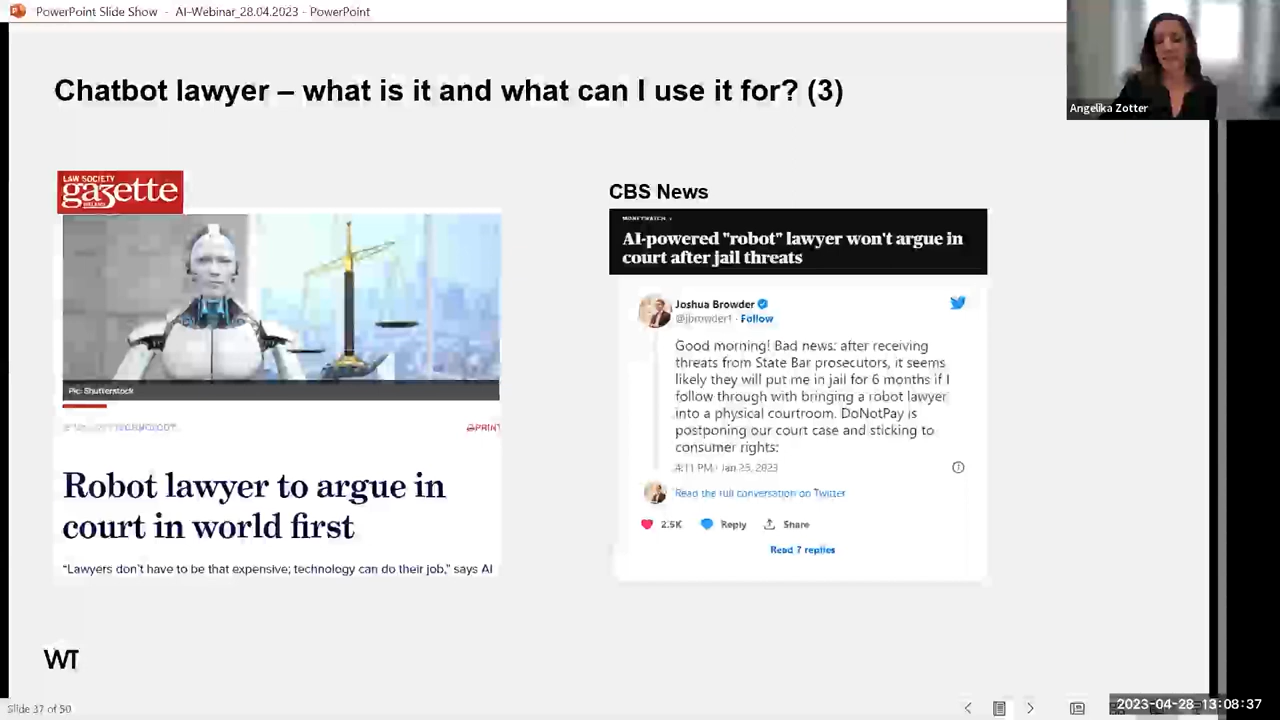 PowerPoint Slide Show - AI-Webinar_28.04.2023 - PowerPoint
Angelika Zotter
Chatbot lawyer – what is it and what can I use it for? (3)
LAW SOCIETY
gazette
IRELAND
Pic: Shutterstock
PRINT
Robot lawyer to argue in
court in world first
“Lawyers don’t have to be that expensive; technology can do their job,” says AI
CBS News
MONEYWATCH
AI-powered "robot" lawyer won't argue in
court after jail threats
Joshua Browder
@jbrowder1 · Follow
Good morning! Bad news: after receiving
threats from State Bar prosecutors, it seems
likely they will put me in jail for 6 months if I
follow through with bringing a robot lawyer
into a physical courtroom. DoNotPay is
postponing our court case and sticking to
consumer rights:
4:11 PM · Jan 25, 2023
Read the full conversation on Twitter
2.5K Reply Share
Read 7 replies
WT
Slide 37 of 50
2023-04-28 13:08:37